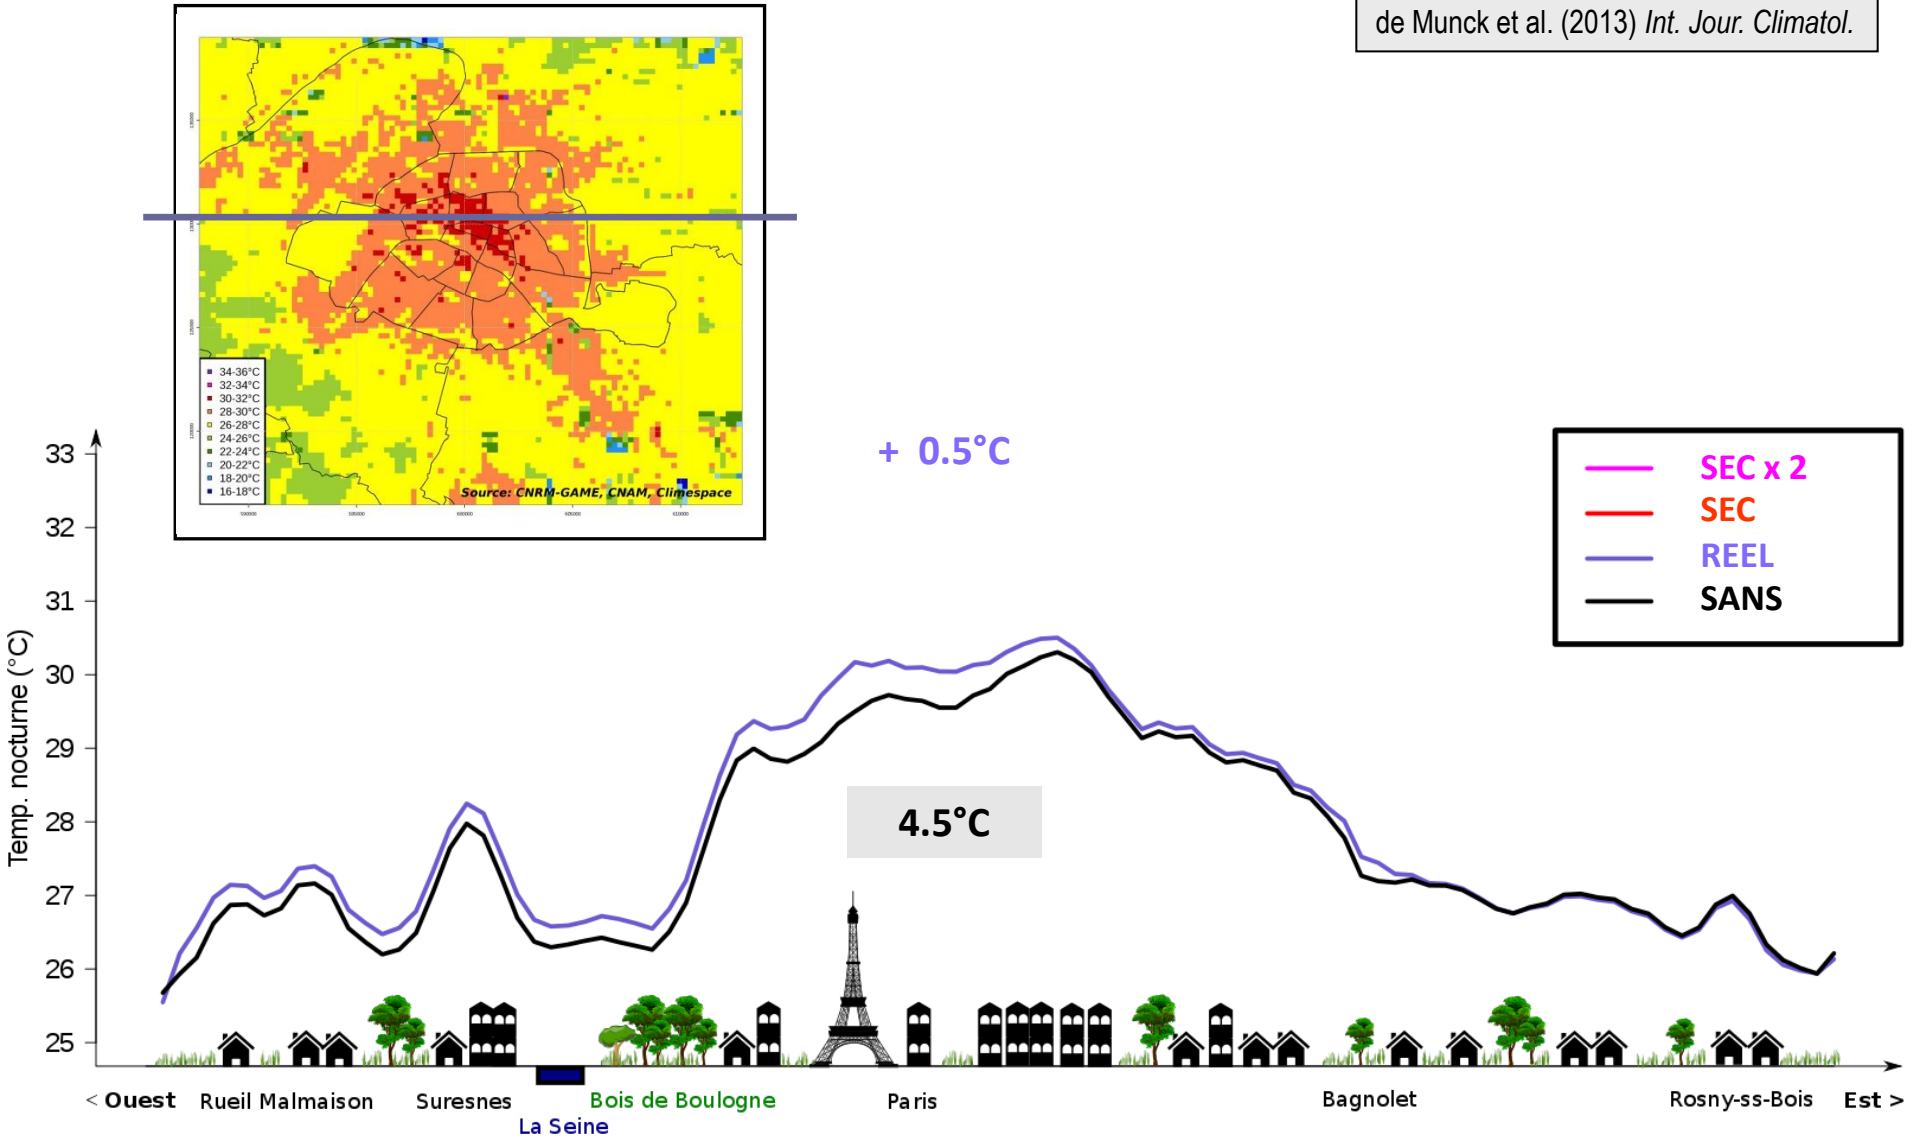 de Munck et al. (2013) Int. Jour. Climatol.
34-36°C
32-34°C
30-32°C
28-30°C
26-28°C
24-26°C
22-24°C
20-22°C
18-20°C
16-18°C
Source: CNRM-GAME, CNAM, Climespace
+ 0.5°C
SEC x 2
SEC
REEL
SANS
Temp. nocturne (°C)
33
32
31
30
29
28
27
26
25
4.5°C
< Ouest
Rueil Malmaison
Suresnes
La Seine
Bois de Boulogne
Paris
Bagnolet
Rosny-ss-Bois
Est >